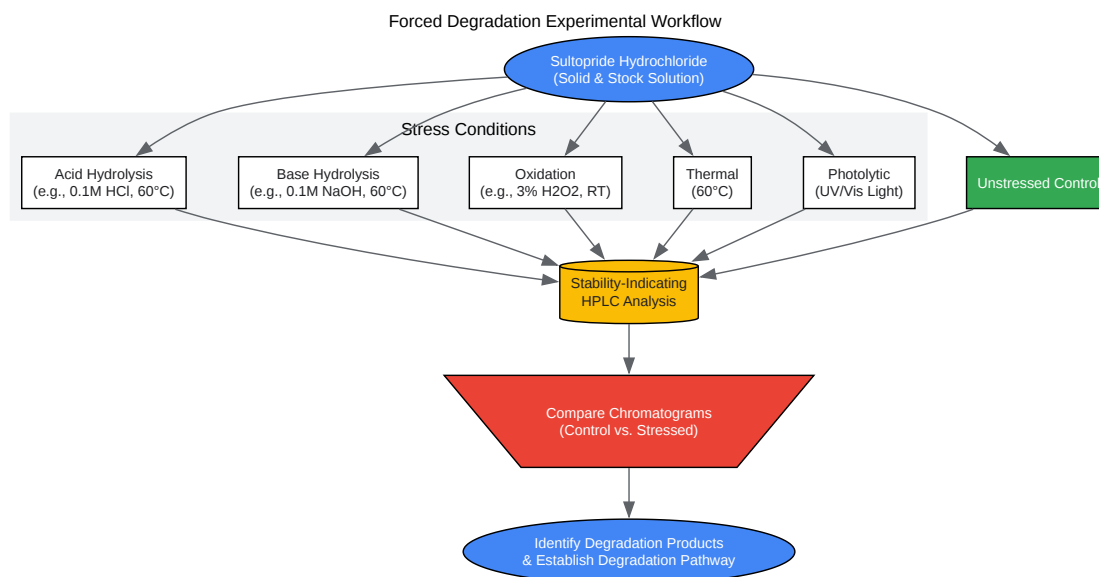 Forced Degradation Experimental Workflow
Sultopride Hydrochloride
(Solid & Stock Solution)
Stress Conditions
Acid Hydrolysis
(e.g., 0.1M HCl, 60°C)
Base Hydrolysis
(e.g., 0.1M NaOH, 60°C)
Oxidation
(e.g., 3% H2O2, RT)
Thermal
(60°C)
Photolytic
(UV/Vis Light)
Unstressed Control
Stability-Indicating
HPLC Analysis
Compare Chromatograms
(Control vs. Stressed)
Identify Degradation Products
& Establish Degradation Pathway